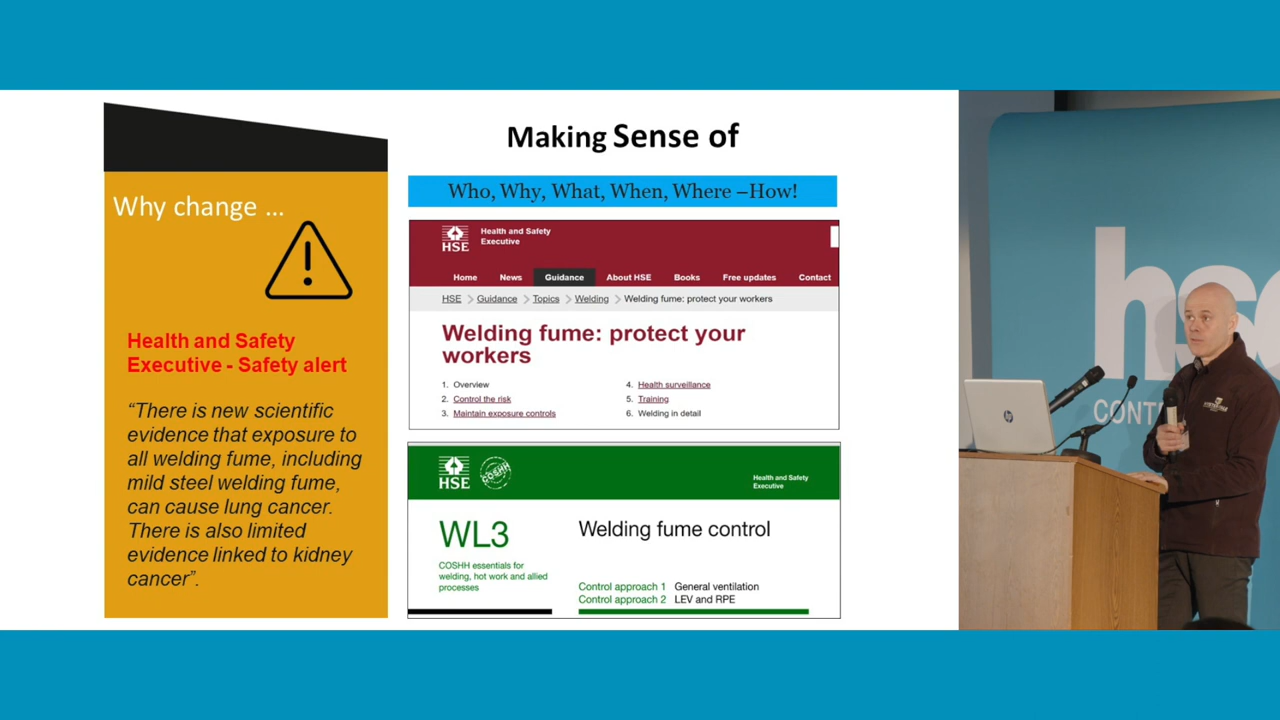 Making Sense of
Who, Why, What, When, Where –How!
Why change ...
Health and Safety
Executive - Safety alert
“There is new scientific
evidence that exposure to
all welding fume, including
mild steel welding fume,
can cause lung cancer.
There is also limited
evidence linked to kidney
cancer”.
HSE
Health and Safety
Executive
Home News Guidance About HSE Books Free updates Contact
HSE Guidance Topics Welding Welding fume: protect your workers
Welding fume: protect your
workers
1. Overview
2. Control the risk
3. Maintain exposure controls
4. Health surveillance
5. Training
6. Welding in detail
HSE
COSHH
Health and Safety
Executive
WL3
COSHH essentials for
welding, hot work and allied
processes
Welding fume control
Control approach 1 General ventilation
Control approach 2 LEV and RPE
hp